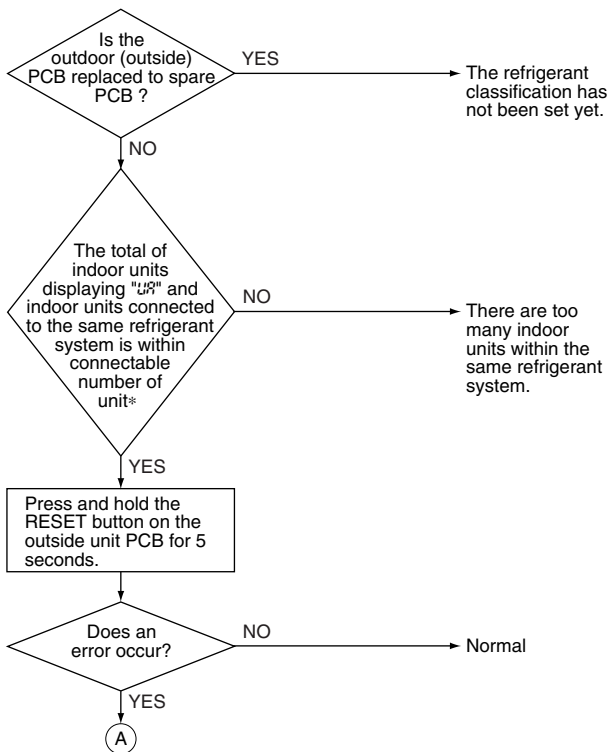 Is the
outdoor (outside)
PCB replaced to spare
PCB ?
YES
The refrigerant
classification has
not been set yet.
NO
The total of
indoor units
displaying "UA" and
indoor units connected
to the same refrigerant
system is within
connectable
number of
unit*
NO
There are too
many indoor
units within the
same refrigerant
system.
YES
Press and hold the
RESET button on the
outside unit PCB for 5
seconds.
Does an
error occur?
NO
Normal
YES
A